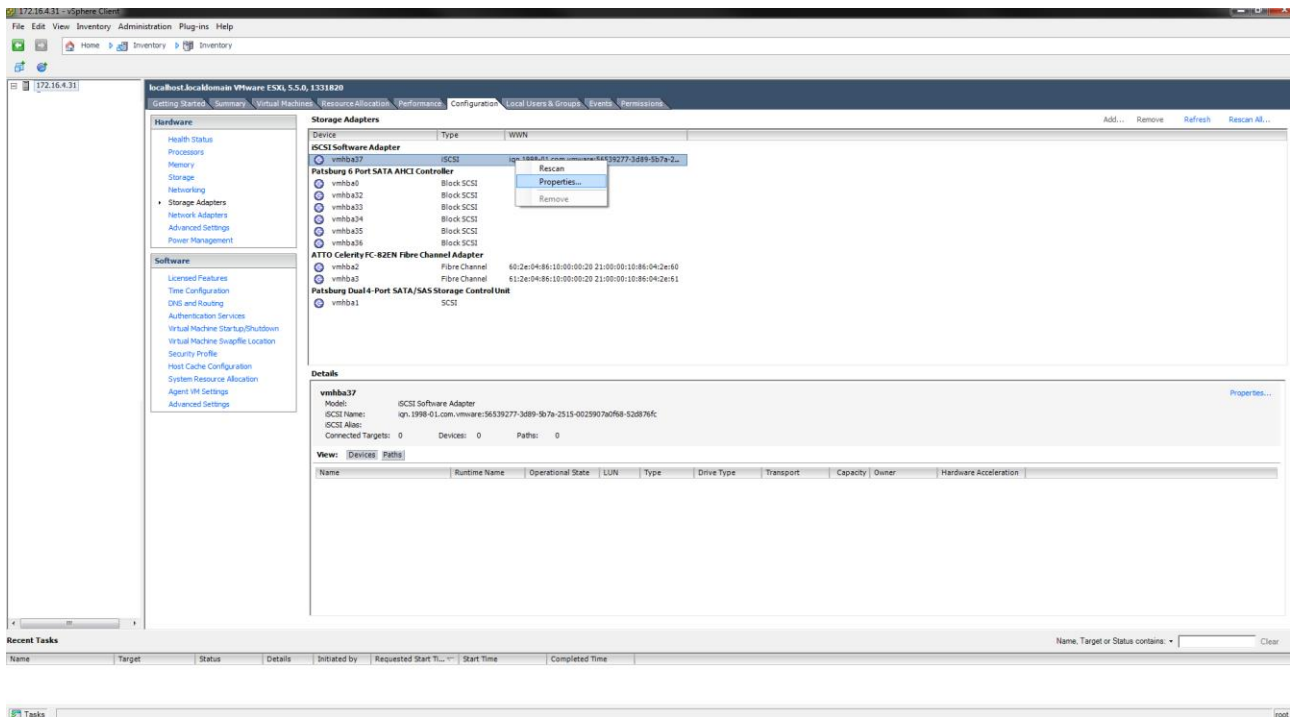 172.16.4.31 - vSphere Client
File Edit View Inventory Administration Plug-ins Help
Home Inventory Inventory
172.16.4.31
localhost.localdomain VMware ESXi, 5.5.0, 1331820
Getting Started Summary Virtual Machines Resource Allocation Performance Configuration Local Users & Groups Events Permissions
Hardware
Health Status
Processors
Memory
Storage
Networking
Storage Adapters
Network Adapters
Advanced Settings
Power Management
Software
Licensed Features
Time Configuration
DNS and Routing
Authentication Services
Virtual Machine Startup/Shutdown
Virtual Machine Swapfile Location
Security Profile
Host Cache Configuration
System Resource Allocation
Agent VM Settings
Advanced Settings
Storage Adapters Add... Remove Refresh Rescan All...
Device Type WWN
iSCSI Software Adapter
vmhba37 iSCSI iqn.1998-01.com.vmware:56539277-3d89-5b7a-2...
Rescan
Properties...
Remove
Patsburg 6 Port SATA AHCI Controller
vmhba0 Block SCSI
vmhba32 Block SCSI
vmhba33 Block SCSI
vmhba34 Block SCSI
vmhba35 Block SCSI
vmhba36 Block SCSI
ATTO Celerity FC-82EN Fibre Channel Adapter
vmhba2 Fibre Channel 60:2e:04:86:10:00:00:20 21:00:00:10:86:04:2e:60
vmhba3 Fibre Channel 61:2e:04:86:10:00:00:20 21:00:00:10:86:04:2e:61
Patsburg Dual 4-Port SATA/SAS Storage Control Unit
vmhba1 SCSI
Details
vmhba37 Properties...
Model: iSCSI Software Adapter
iSCSI Name: iqn.1998-01.com.vmware:56539277-3d89-5b7a-2515-0025907a0f68-52d876fc
iSCSI Alias:
Connected Targets: 0 Devices: 0 Paths: 0
View: Devices Paths
Name Runtime Name Operational State LUN Type Drive Type Transport Capacity Owner Hardware Acceleration
Recent Tasks Name, Target or Status contains: Clear
Name Target Status Details Initiated by Requested Start Ti... Start Time Completed Time
Tasks root